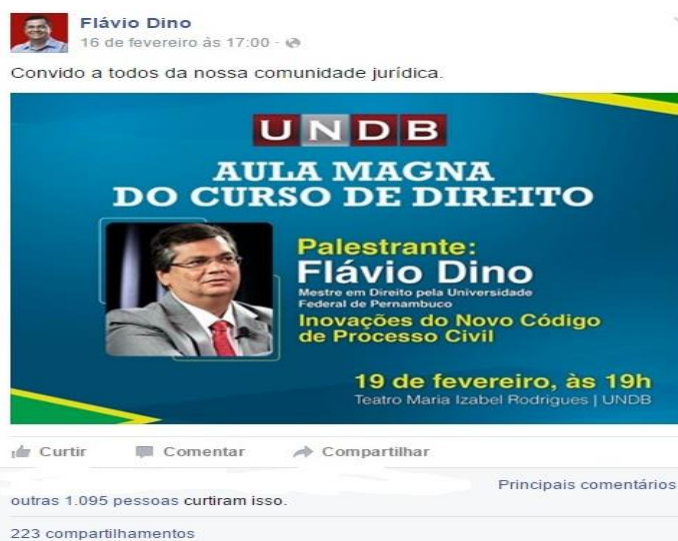 Flávio Dino
16 de fevereiro às 17:00 ·
Convido a todos da nossa comunidade jurídica.
UNDB
AULA MAGNA
DO CURSO DE DIREITO
Palestrante:
Flávio Dino
Mestre em Direito pela Universidade
Federal de Pernambuco
Inovações do Novo Código
de Processo Civil
19 de fevereiro, às 19h
Teatro Maria Izabel Rodrigues | UNDB
Curtir Comentar Compartilhar
Principais comentários
outras 1.095 pessoas curtiram isso.
223 compartilhamentos